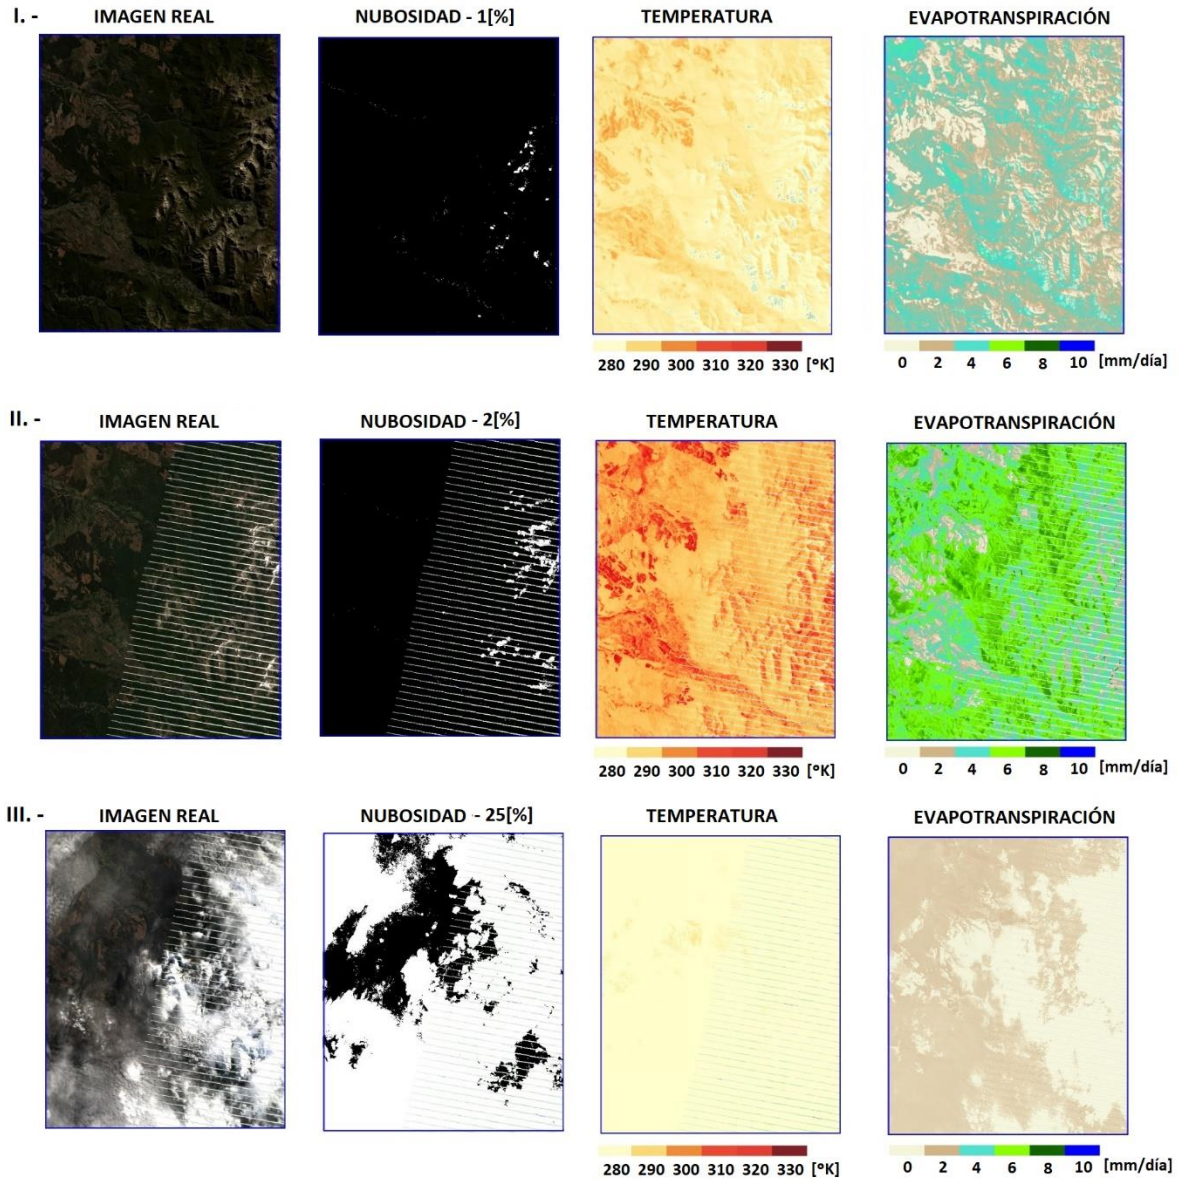 I. -
IMAGEN REAL
NUBOSIDAD - 1[%]
TEMPERATURA
EVAPOTRANSPIRACIÓN
280 290 300 310 320 330 [°K]
0 2 4 6 8 10 [mm/día]
II. -
IMAGEN REAL
NUBOSIDAD - 2[%]
TEMPERATURA
EVAPOTRANSPIRACIÓN
280 290 300 310 320 330 [°K]
0 2 4 6 8 10 [mm/día]
III. -
IMAGEN REAL
NUBOSIDAD - 25[%]
TEMPERATURA
EVAPOTRANSPIRACIÓN
280 290 300 310 320 330 [°K]
0 2 4 6 8 10 [mm/día]